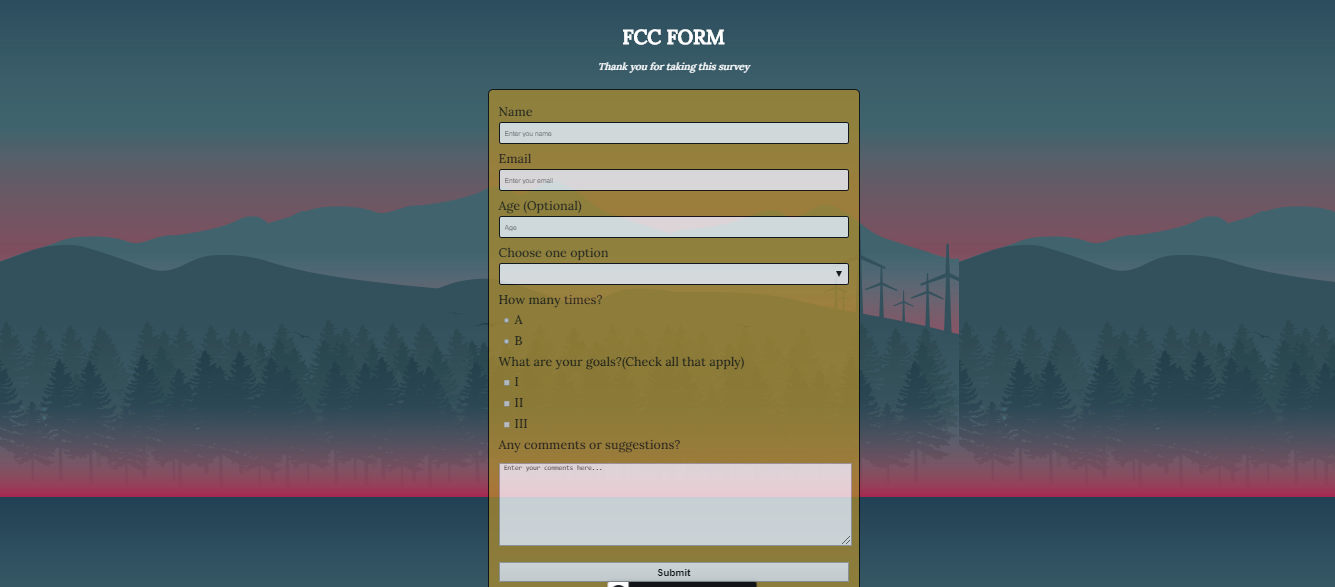 FCC FORM
Thank you for taking this survey
Name
Enter you name
Email
Enter your email
Age (Optional)
Age
Choose one option
How many times?
A
B
What are your goals?(Check all that apply)
I
II
III
Any comments or suggestions?
Enter your comments here...
Submit